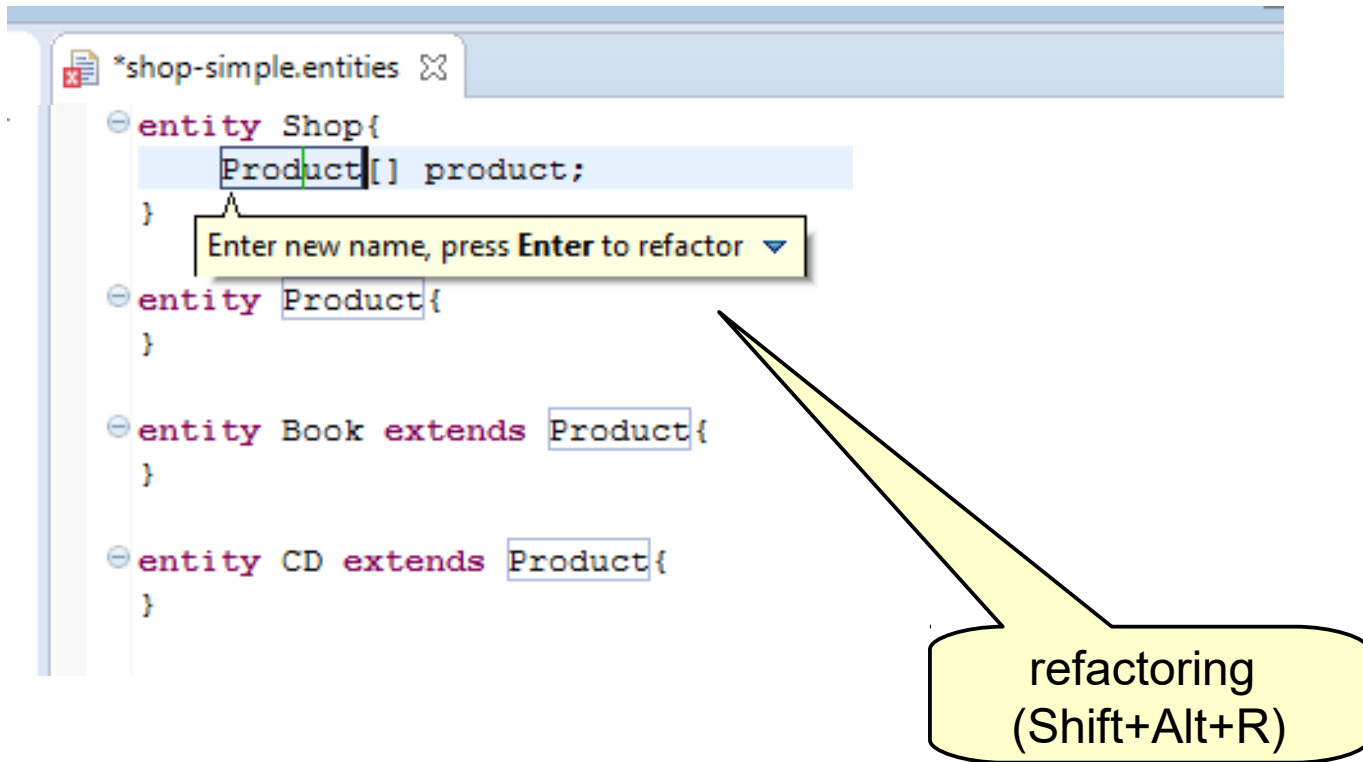 *shop-simple.entities
entity Shop{
Product[] product;
}
Enter new name, press Enter to refactor
entity Product{
}
entity Book extends Product{
}
entity CD extends Product{
}
refactoring
(Shift+Alt+R)